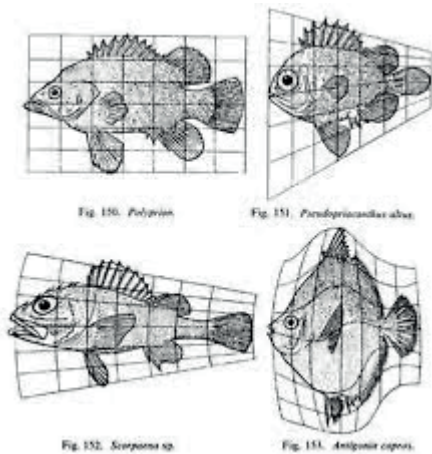 Fig. 150. Polyprion.
Fig. 151. Pseudopriacanthus altus.
Fig. 152. Scorpaena sp.
Fig. 153. Antigonia capros.